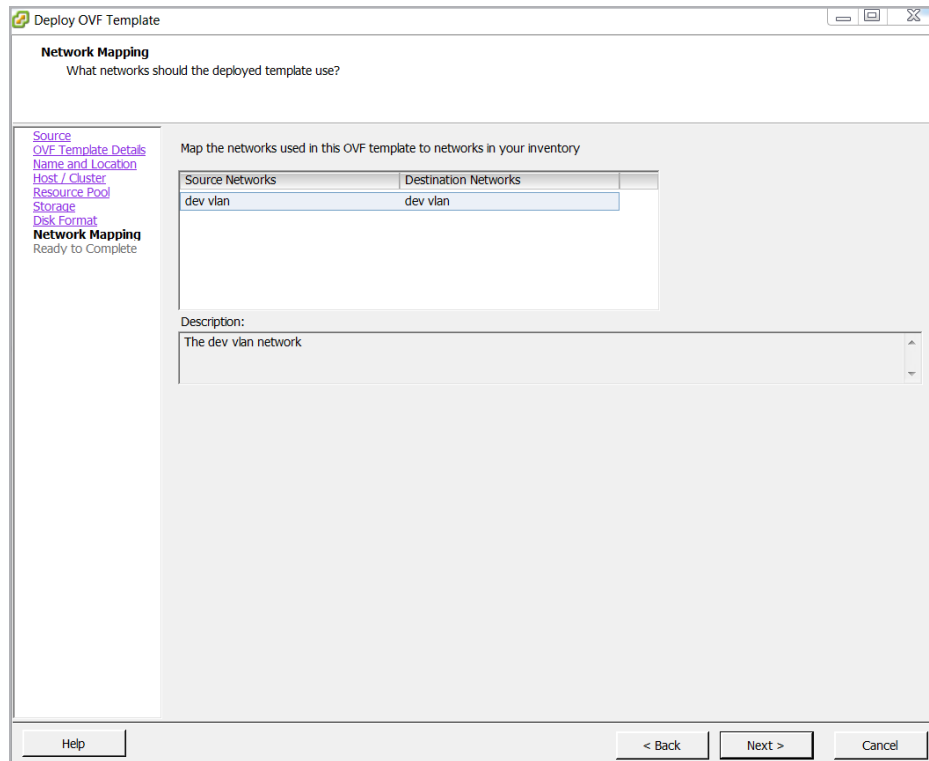 Deploy OVF Template
Network Mapping
What networks should the deployed template use?
Source
OVF Template Details
Name and Location
Host / Cluster
Resource Pool
Storage
Disk Format
Network Mapping
Ready to Complete
Map the networks used in this OVF template to networks in your inventory
Source Networks Destination Networks
dev vlan dev vlan
Description:
The dev vlan network
Help < Back Next > Cancel